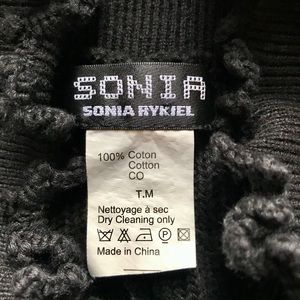 SONIA
SONIA RYKIEL
100% Coton
Cotton
CO
T.M
Nettoyage à sec
Dry Cleaning only
P
Made in China